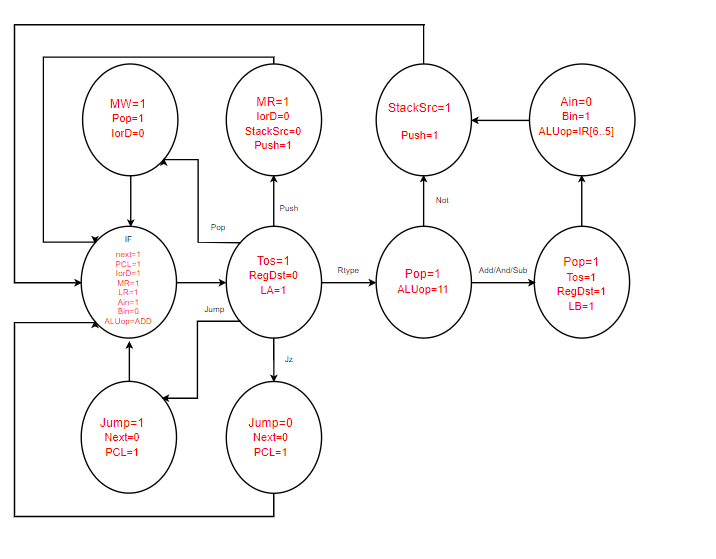 MW=1
Pop=1
IorD=0
MR=1
IorD=0
StackSrc=0
Push=1
StackSrc=1
Push=1
Ain=0
Bin=1
ALUop=IR[6..5]
Pop
Push
Not
IF
next=1
PCL=1
IorD=1
MR=1
LR=1
Ain=1
Bin=0
ALUop=ADD
Tos=1
RegDst=0
LA=1
Rtype
Pop=1
ALUop=11
Add/And/Sub
Pop=1
Tos=1
RegDst=1
LB=1
Jump
Jz
Jump=1
Next=0
PCL=1
Jump=0
Next=0
PCL=1